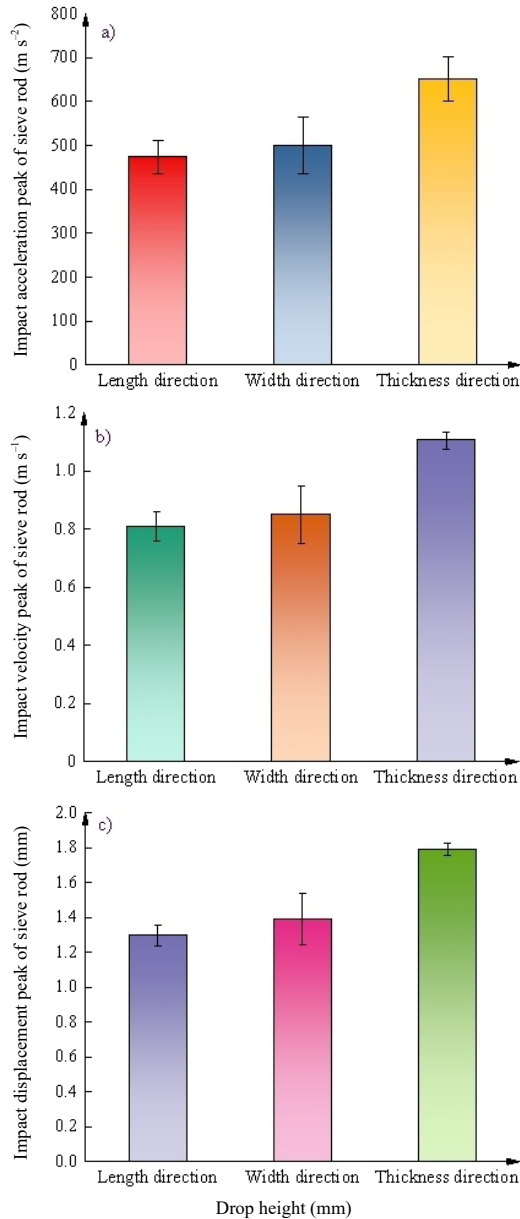 Impact acceleration peak of sieve rod (m s⁻²)
a)
800
700
600
500
400
300
200
100
0
Length direction Width direction Thickness direction
Impact velocity peak of sieve rod (m s⁻¹)
b)
1.2
1.0
0.8
0.6
0.4
0.2
0
Length direction Width direction Thickness direction
Impact displacement peak of sieve rod (mm)
c)
2.0
1.8
1.6
1.4
1.2
1.0
0.8
0.6
0.4
0.2
0.0
Length direction Width direction Thickness direction
Drop height (mm)